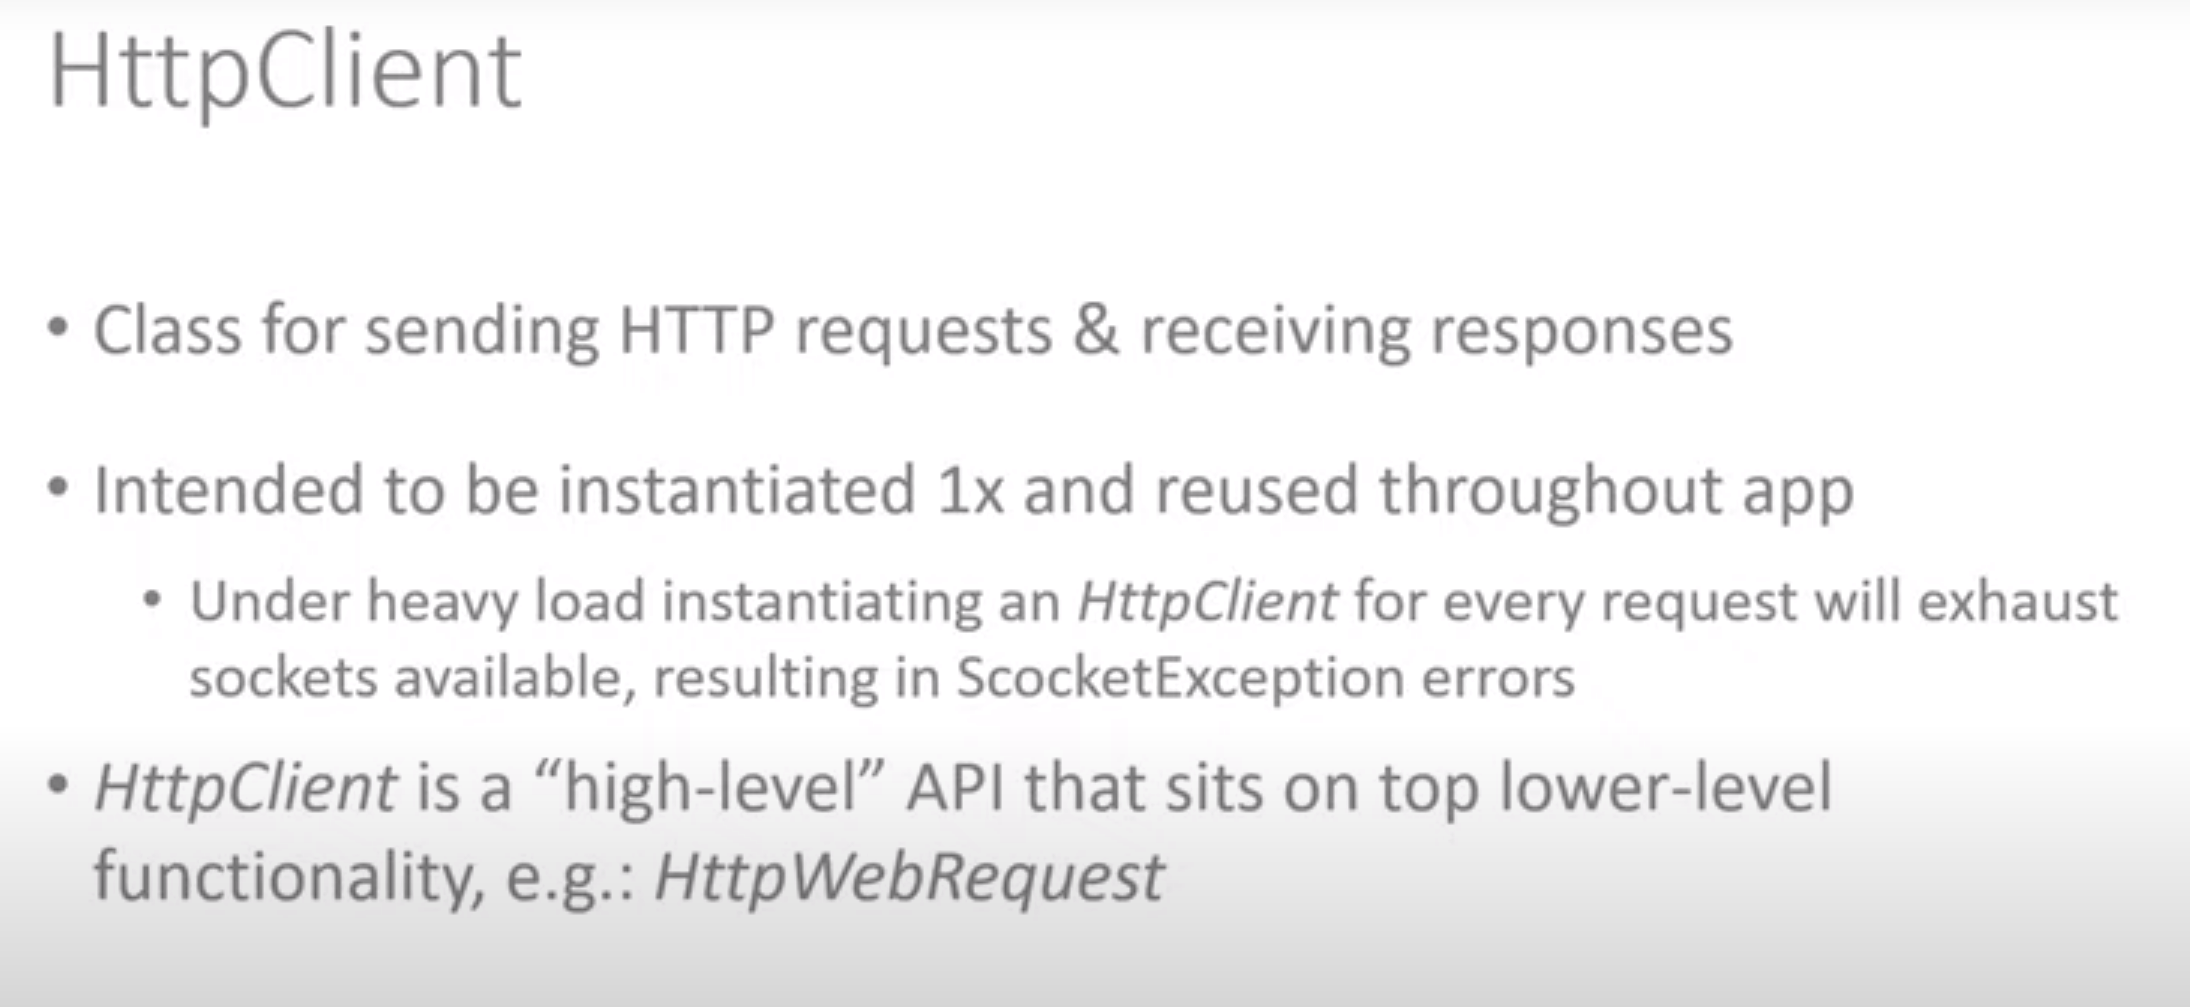 HttpClient
• Class for sending HTTP requests & receiving responses
• Intended to be instantiated 1x and reused throughout app
• Under heavy load instantiating an HttpClient for every request will exhaust
sockets available, resulting in ScocketException errors
• HttpClient is a “high-level” API that sits on top lower-level
functionality, e.g.: HttpWebRequest